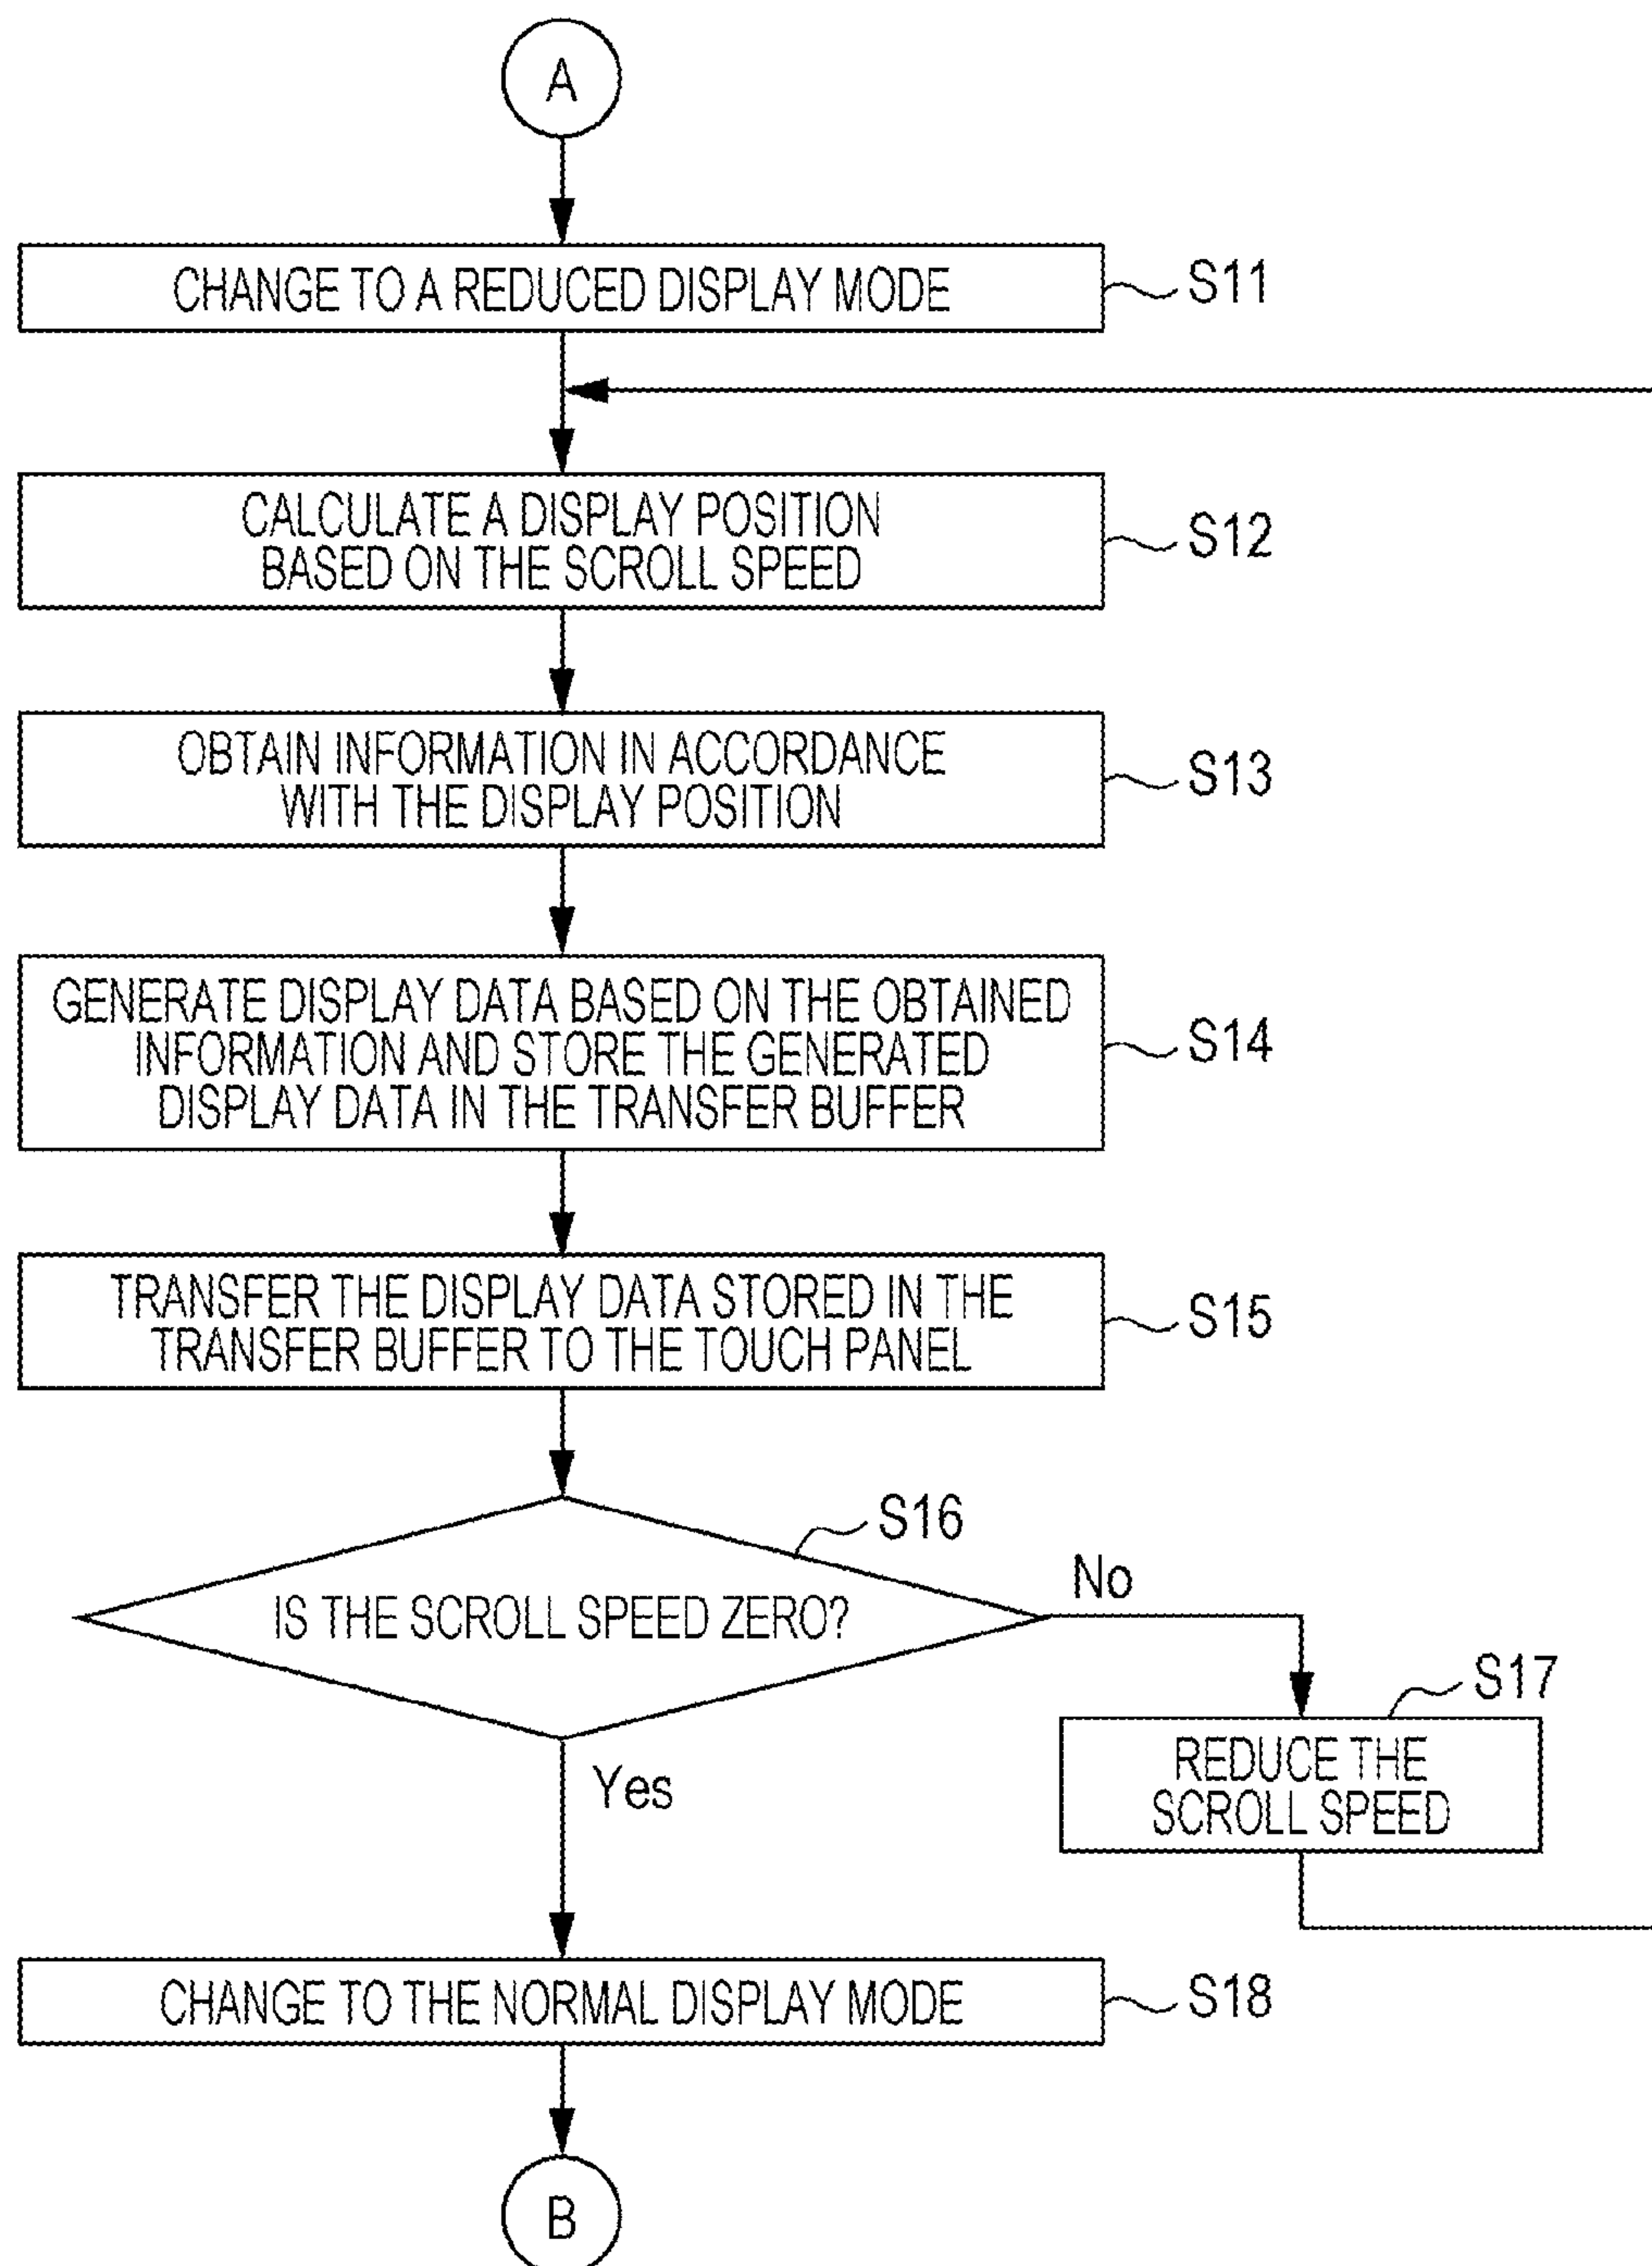 A
CHANGE TO A REDUCED DISPLAY MODE
S11
CALCULATE A DISPLAY POSITION
BASED ON THE SCROLL SPEED
S12
OBTAIN INFORMATION IN ACCORDANCE
WITH THE DISPLAY POSITION
S13
GENERATE DISPLAY DATA BASED ON THE OBTAINED
INFORMATION AND STORE THE GENERATED
DISPLAY DATA IN THE TRANSFER BUFFER
S14
TRANSFER THE DISPLAY DATA STORED IN THE
TRANSFER BUFFER TO THE TOUCH PANEL
S15
S16
IS THE SCROLL SPEED ZERO?
No
S17
REDUCE THE
SCROLL SPEED
Yes
CHANGE TO THE NORMAL DISPLAY MODE
S18
B